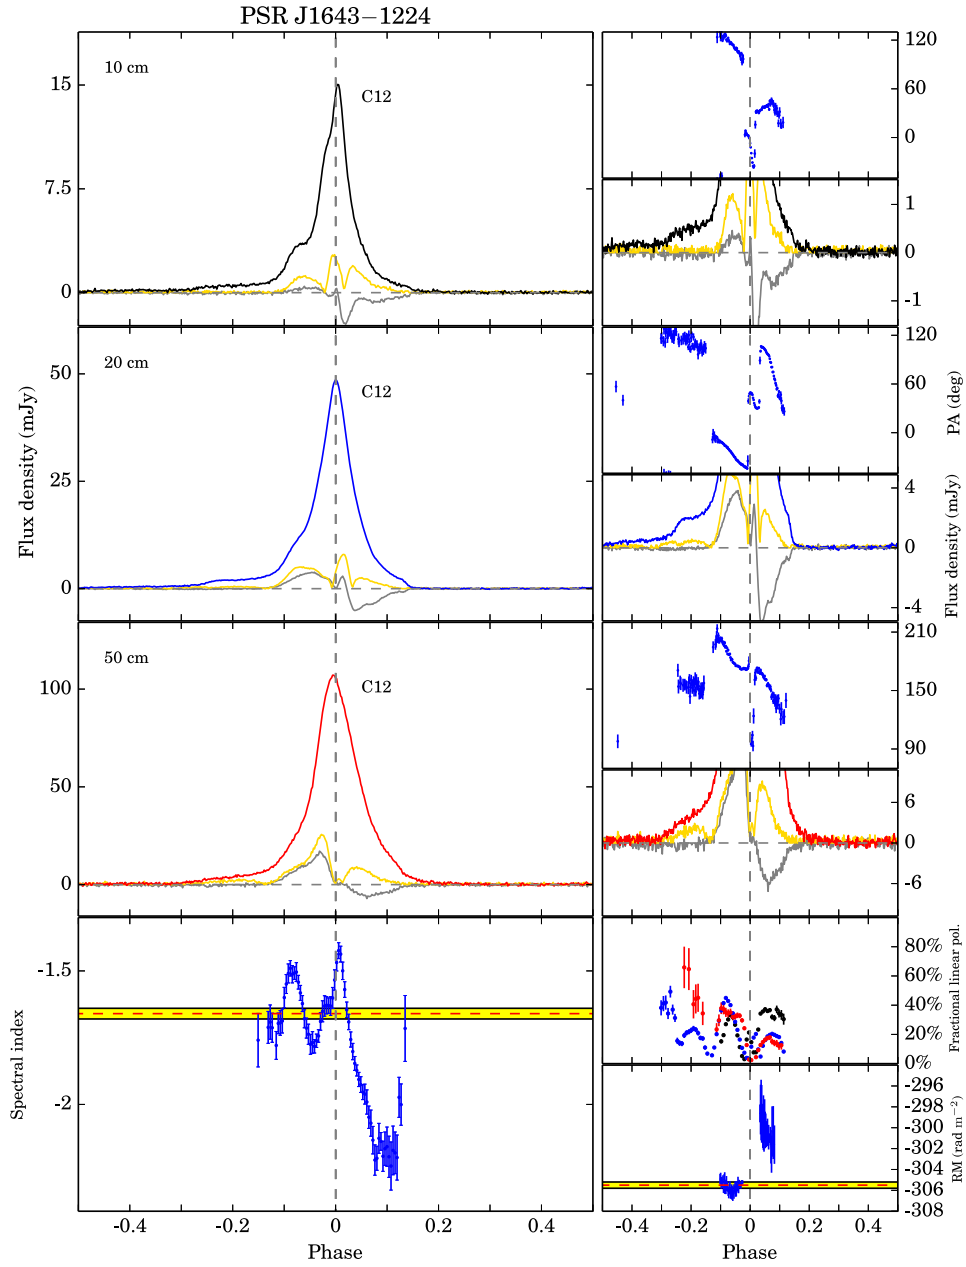 PSR J1643−1224
10 cm
C12
15
7.5
0
120
60
0
1
0
-1
20 cm
C12
50
25
0
Flux density (mJy)
120
60
0
PA (deg)
4
0
-4
Flux density (mJy)
50 cm
C12
100
50
0
210
150
90
6
0
-6
-1.5
-2
Spectral index
80%
60%
40%
20%
0%
Fractional linear pol.
-296
-298
-300
-302
-304
-306
-308
RM (rad m−2)
-0.4 -0.2 0 0.2 0.4
Phase
-0.4 -0.2 0 0.2 0.4
Phase